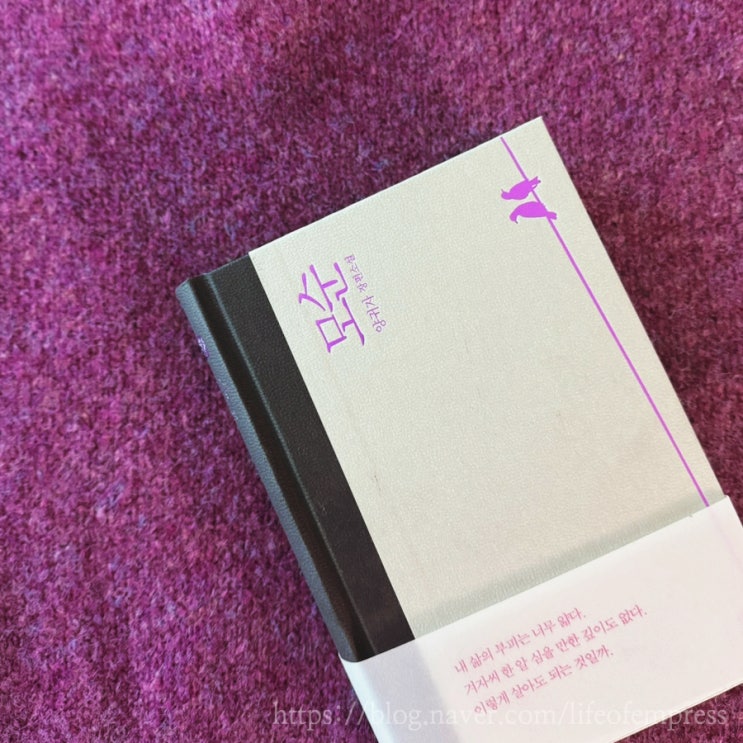 모순
양귀자 장편소설
내 삶의 부피는 너무 얇다.
겨자씨 한 알 심을 만한 깊이도 없다.
이렇게 살아도 되는 것일까.
https://blog.naver.com/lifeofempress